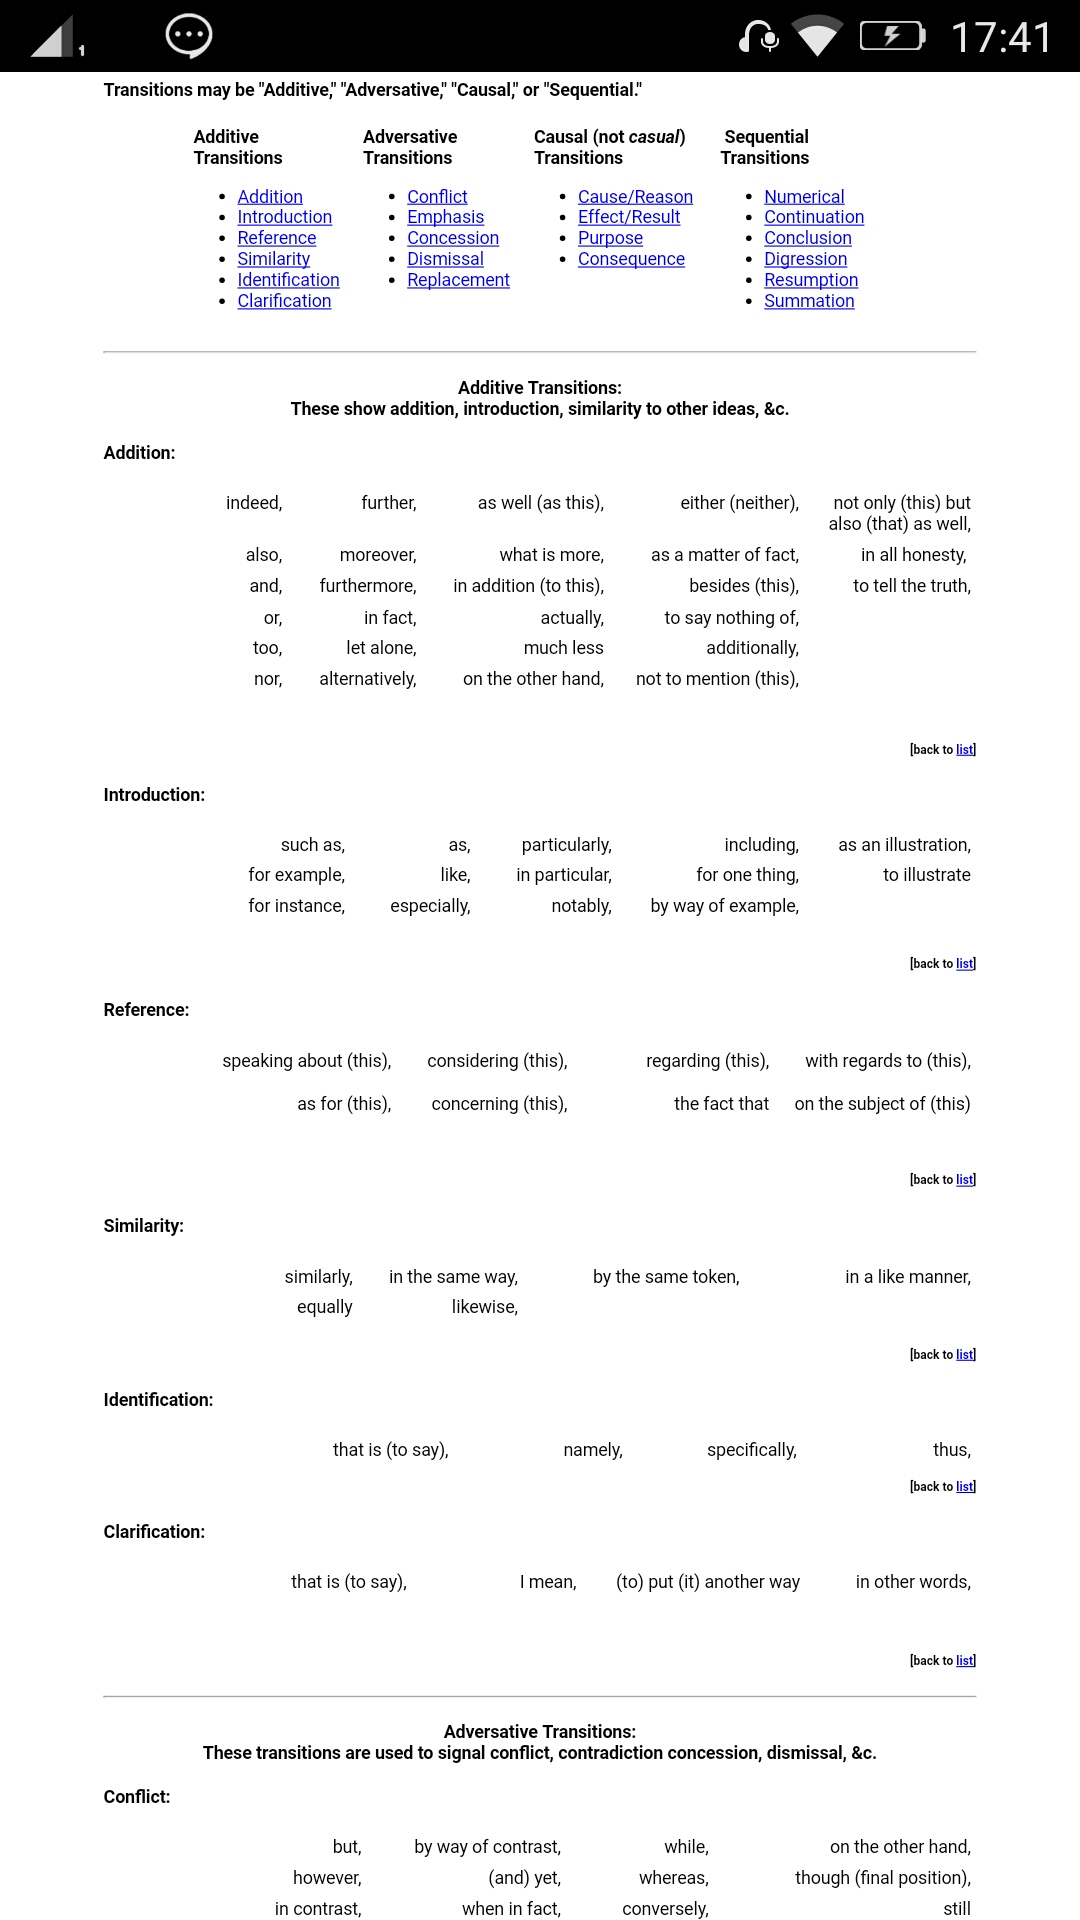 17:41
Transitions may be "Additive," "Adversative," "Causal," or "Sequential."
Additive Transitions
Addition
Introduction
Reference
Similarity
Identification
Clarification
Adversative Transitions
Conflict
Emphasis
Concession
Dismissal
Replacement
Causal (not casual) Transitions
Cause/Reason
Effect/Result
Purpose
Consequence
Sequential Transitions
Numerical
Continuation
Conclusion
Digression
Resumption
Summation
Additive Transitions:
These show addition, introduction, similarity to other ideas, &c.
Addition:
indeed, further, as well (as this), either (neither), not only (this) but
also (that) as well,
also, moreover, what is more, as a matter of fact, in all honesty,
and, furthermore, in addition (to this), besides (this), to tell the truth,
or, in fact, actually, to say nothing of,
too, let alone, much less additionally,
nor, alternatively, on the other hand, not to mention (this),
[back to list]
Introduction:
such as, as, particularly, including, as an illustration,
for example, like, in particular, for one thing, to illustrate
for instance, especially, notably, by way of example,
[back to list]
Reference:
speaking about (this), considering (this), regarding (this), with regards to (this),
as for (this), concerning (this), the fact that on the subject of (this)
[back to list]
Similarity:
similarly, in the same way, by the same token, in a like manner,
equally likewise,
[back to list]
Identification:
that is (to say), namely, specifically, thus,
[back to list]
Clarification:
that is (to say), I mean, (to) put (it) another way in other words,
[back to list]
Adversative Transitions:
These transitions are used to signal conflict, contradiction concession, dismissal, &c.
Conflict:
but, by way of contrast, while, on the other hand,
however, (and) yet, whereas, though (final position),
in contrast, when in fact, conversely, still